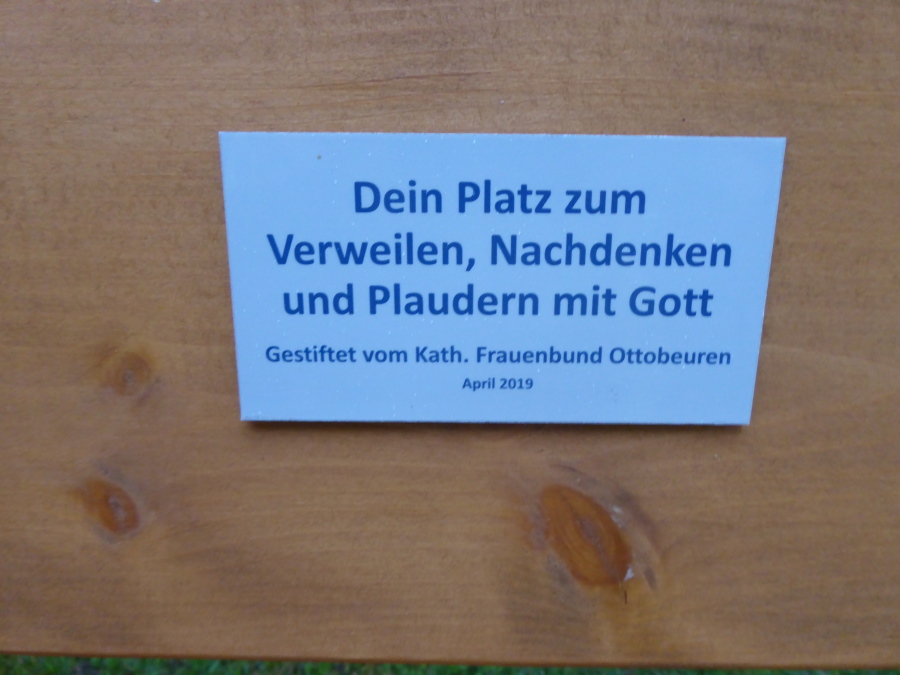 Dein Platz zum
Verweilen, Nachdenken
und Plaudern mit Gott
Gestiftet vom Kath. Frauenbund Ottobeuren
April 2019